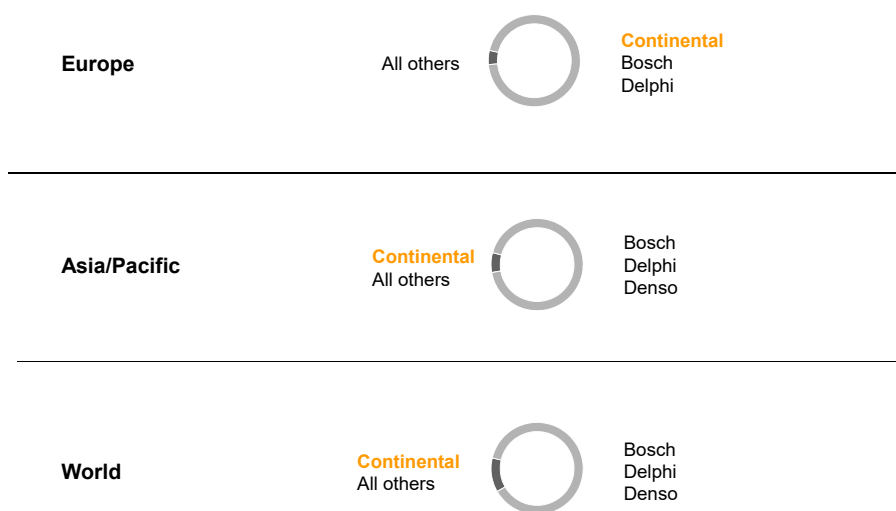 Europe
All others
Continental
Bosch
Delphi
Asia/Pacific
Continental
All others
Bosch
Delphi
Denso
World
Continental
All others
Bosch
Delphi
Denso